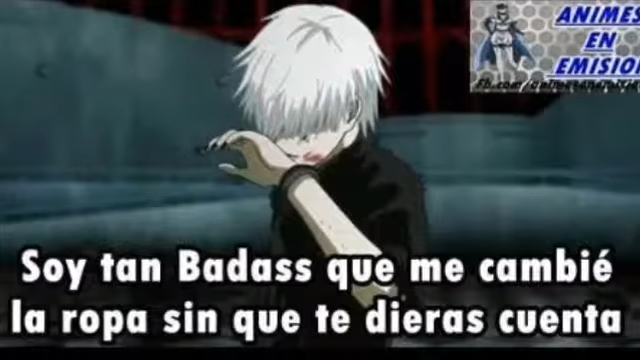 ANIMES
EN
EMISION
Soy tan Badass que me cambié
la ropa sin que te dieras cuenta